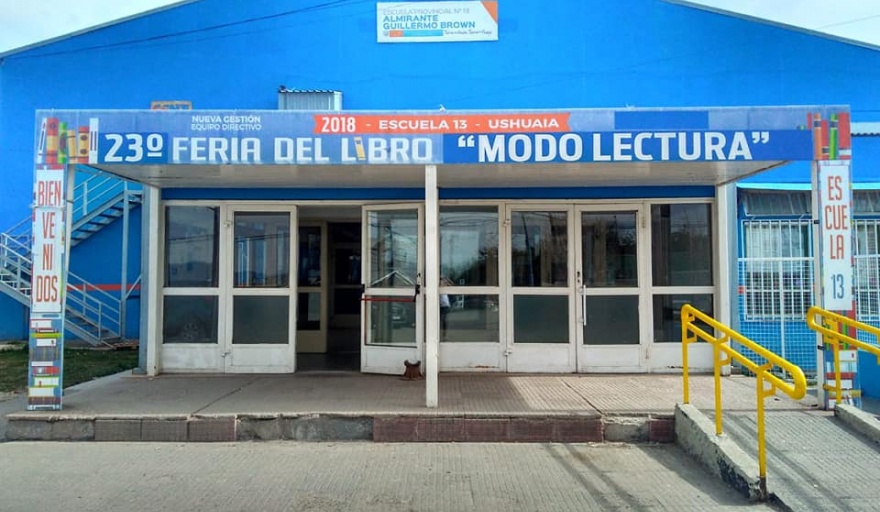 ESCUELA PROVINCIAL Nº 13
ALMIRANTE
GUILLERMO BROWN
NUEVA GESTIÓN
EQUIPO DIRECTIVO
2018 - ESCUELA 13 - USHUAIA
23º FERIA DEL LIBRO "MODO LECTURA"
BIEN
VE
NI
DOS
ES
CUE
LA
13